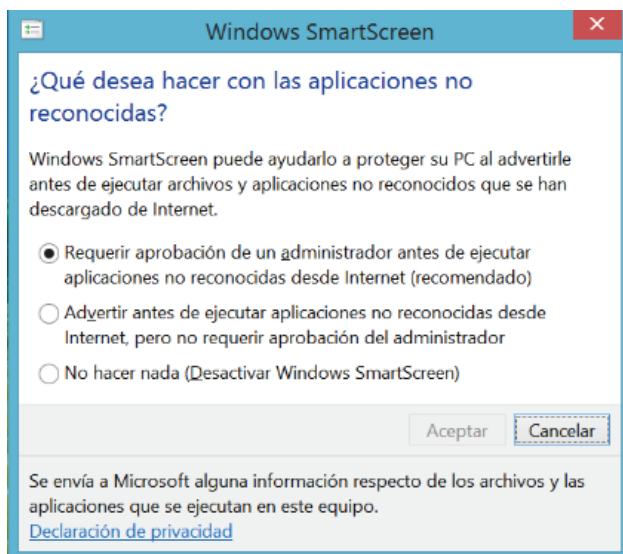 Windows SmartScreen
¿Qué desea hacer con las aplicaciones no
reconocidas?
Windows SmartScreen puede ayudarlo a proteger su PC al advertirle
antes de ejecutar archivos y aplicaciones no reconocidos que se han
descargado de Internet.
Requerir aprobación de un administrador antes de ejecutar
aplicaciones no reconocidas desde Internet (recomendado)
Advertir antes de ejecutar aplicaciones no reconocidas desde
Internet, pero no requerir aprobación del administrador
No hacer nada (Desactivar Windows SmartScreen)
Aceptar Cancelar
Se envía a Microsoft alguna información respecto de los archivos y las
aplicaciones que se ejecutan en este equipo.
Declaración de privacidad